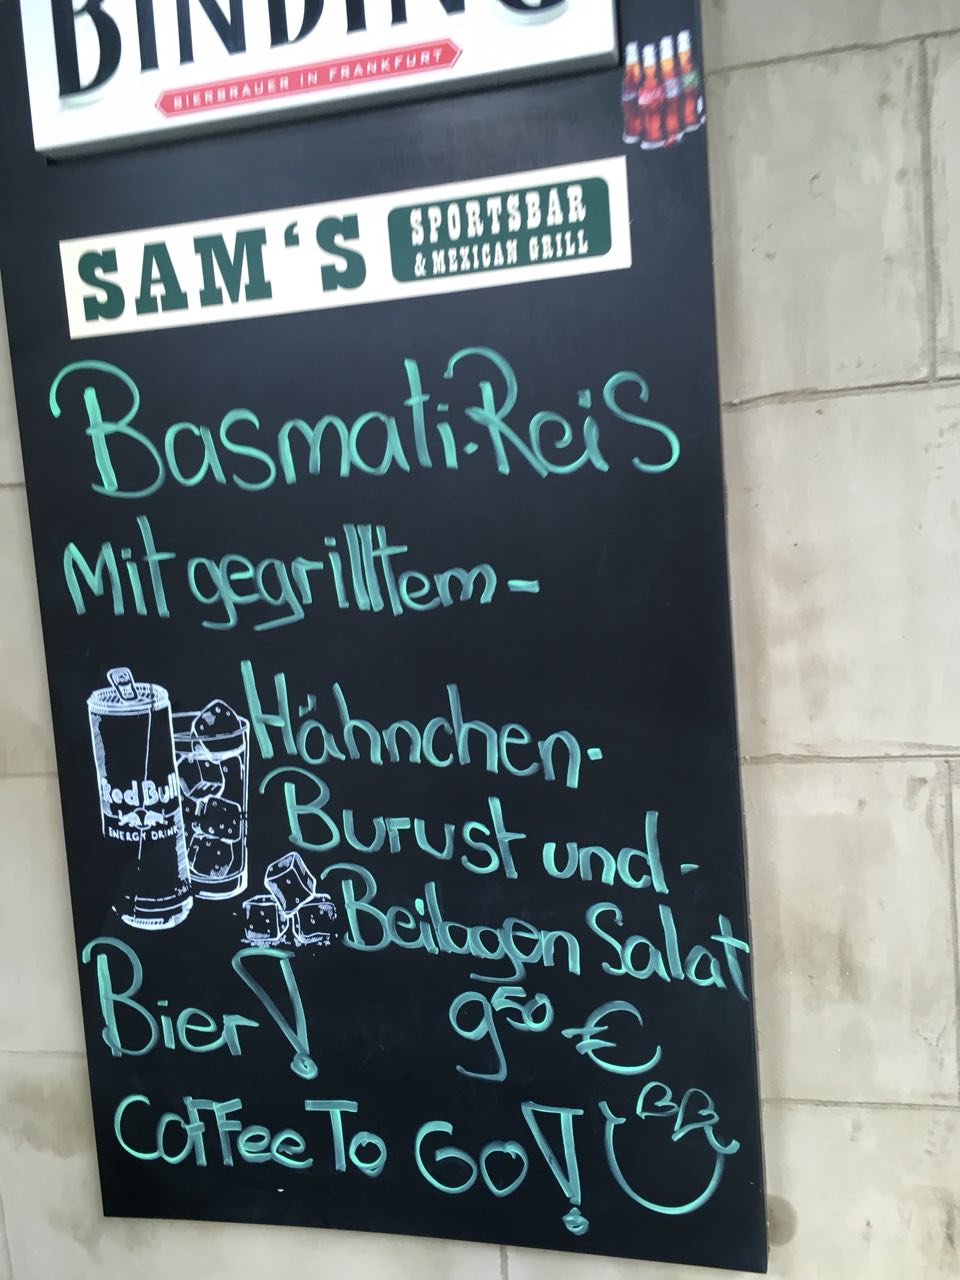 BINDING
BIERBRAUER IN FRANKFURT
SAM'S SPORTSBAR
& MEXICAN GRILL
Basmati-Reis
Mit gegrilltem-
Hähnchen-
Burust und-
Beilagen Salat
Red Bull
ENERGY DRINK
Bier! 950 €
Coffee To Go!